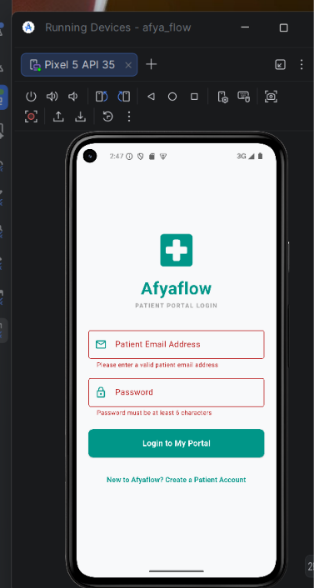 Running Devices - afya_flow
Pixel 5 API 35
2:47
3G
Afyaflow
PATIENT PORTAL LOGIN
Patient Email Address
Please enter a valid patient email address
Password
Password must be at least 6 characters
Login to My Portal
New to Afyaflow? Create a Patient Account